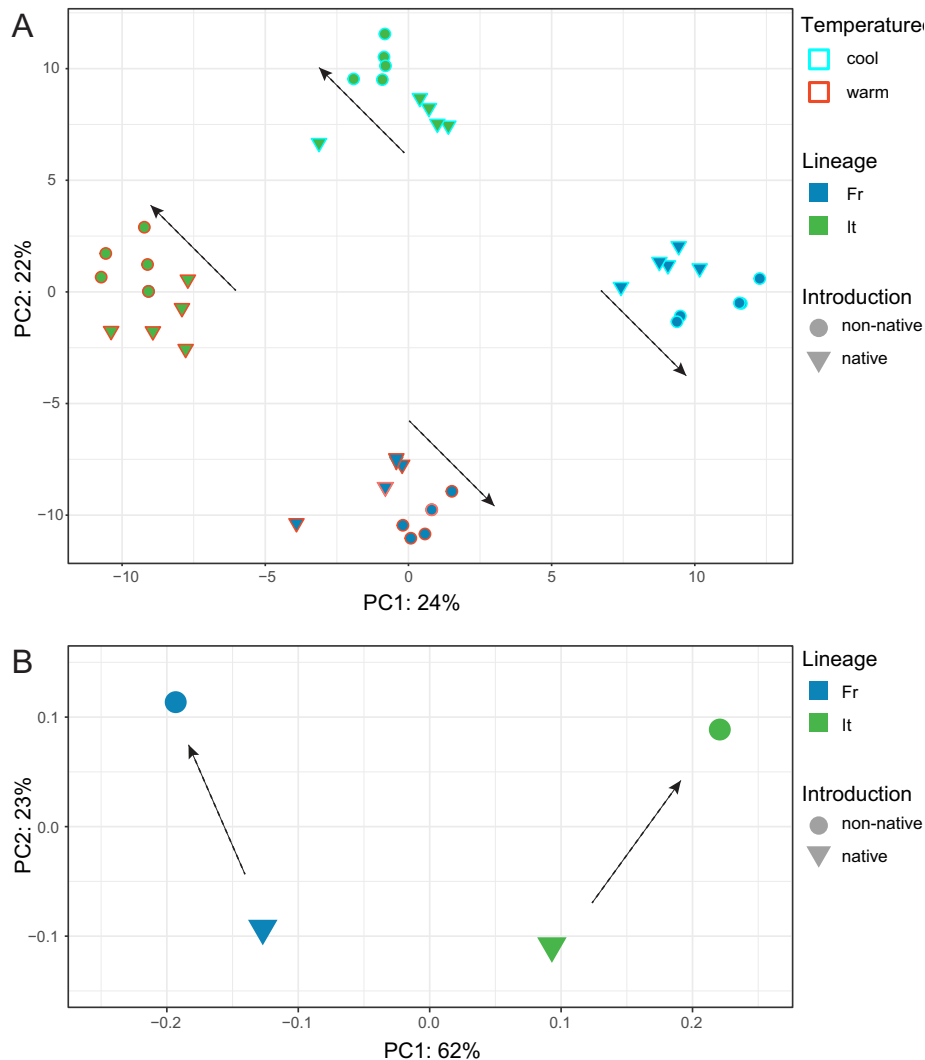 A
Temperature
cool
warm
Lineage
Fr
It
Introduction
non-native
native
10
5
0
−5
−10
PC2: 22%
−10
−5
0
5
10
PC1: 24%
B
Lineage
Fr
It
Introduction
non-native
native
0.1
0.0
−0.1
PC2: 23%
−0.2
−0.1
0.0
0.1
0.2
PC1: 62%